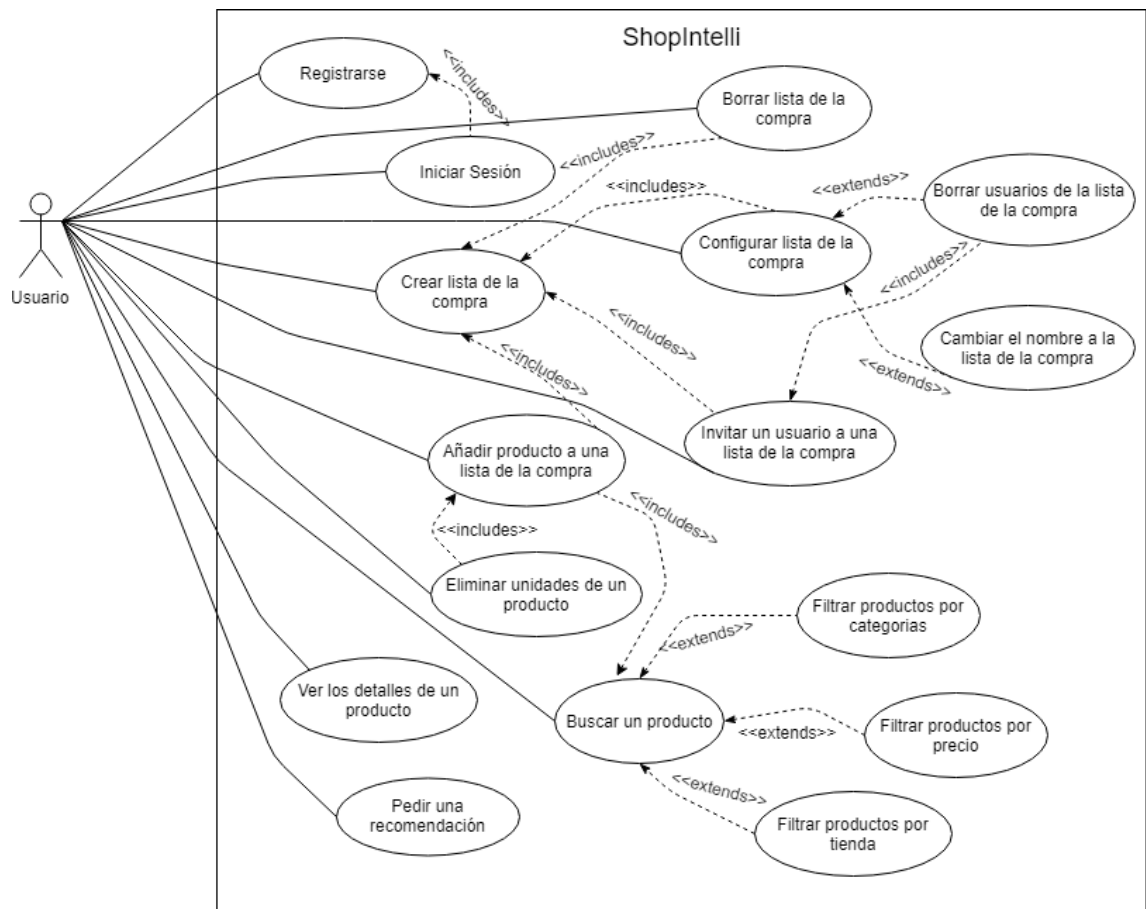 ShopIntelli
Registrarse
<<includes>>
Borrar lista de la
compra
<<includes>>
Iniciar Sesión
<<includes>>
<<extends>>
Borrar usuarios de la lista
de la compra
Usuario
Crear lista de la
compra
Configurar lista de la
compra
<<includes>>
<<includes>>
Cambiar el nombre a la
lista de la compra
<<extends>>
<<includes>>
Añadir producto a una
lista de la compra
Invitar un usuario a una
lista de la compra
<<includes>>
<<includes>>
Eliminar unidades de un
producto
Filtrar productos por
categorias
<<extends>>
Ver los detalles de un
producto
Buscar un producto
<<extends>>
Filtrar productos por
precio
<<extends>>
Pedir una
recomendación
Filtrar productos por
tienda